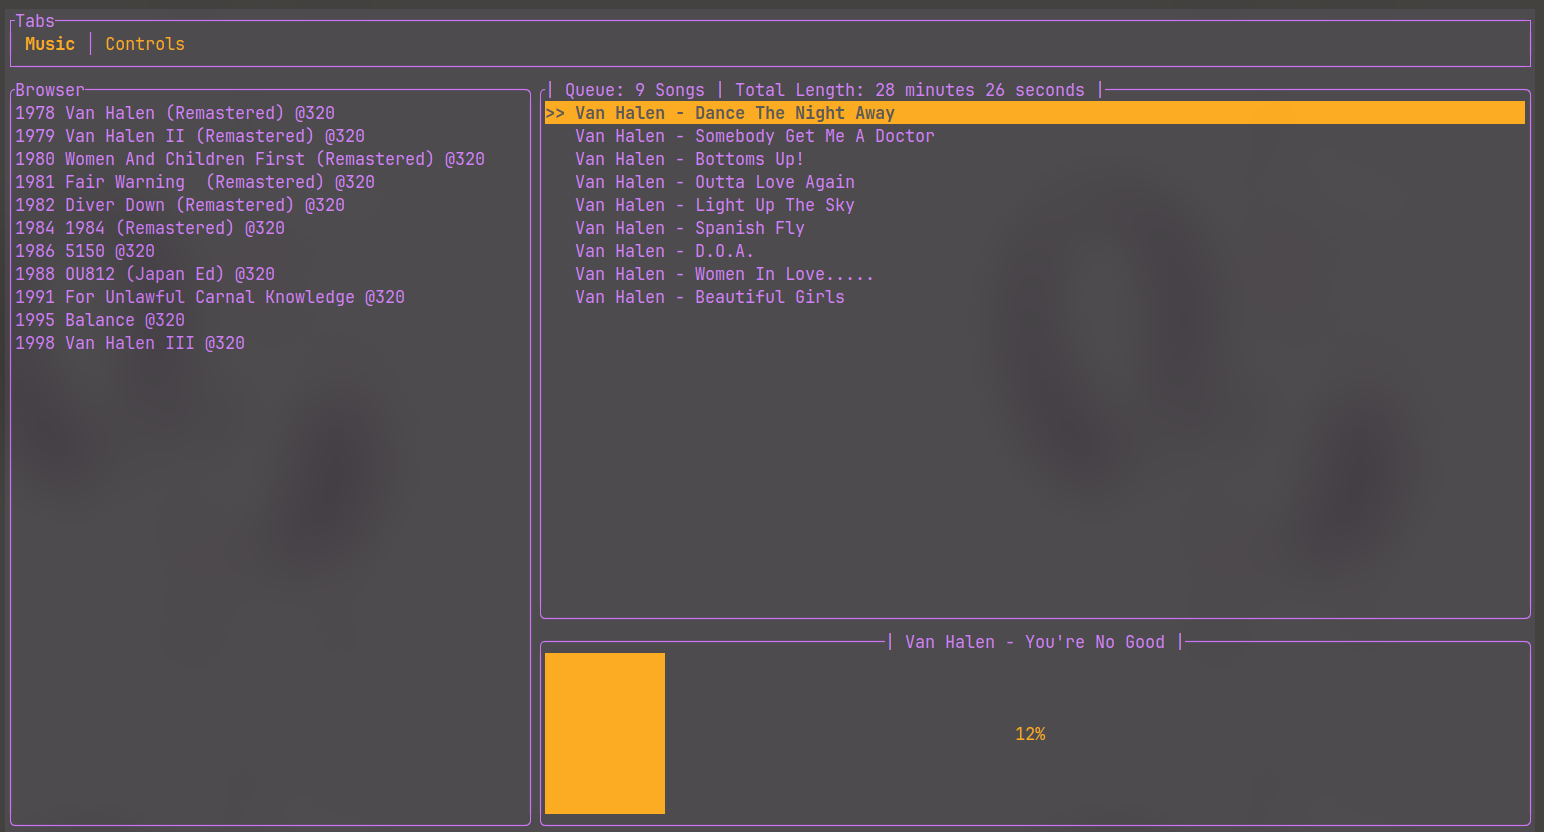 Tabs
Music │ Controls
Browser
1978 Van Halen (Remastered) @320
1979 Van Halen II (Remastered) @320
1980 Women And Children First (Remastered) @320
1981 Fair Warning  (Remastered) @320
1982 Diver Down (Remastered) @320
1984 1984 (Remastered) @320
1986 5150 @320
1988 OU812 (Japan Ed) @320
1991 For Unlawful Carnal Knowledge @320
1995 Balance @320
1998 Van Halen III @320
| Queue: 9 Songs | Total Length: 28 minutes 26 seconds |
>> Van Halen - Dance The Night Away
Van Halen - Somebody Get Me A Doctor
Van Halen - Bottoms Up!
Van Halen - Outta Love Again
Van Halen - Light Up The Sky
Van Halen - Spanish Fly
Van Halen - D.O.A.
Van Halen - Women In Love.....
Van Halen - Beautiful Girls
| Van Halen - You're No Good |
12%